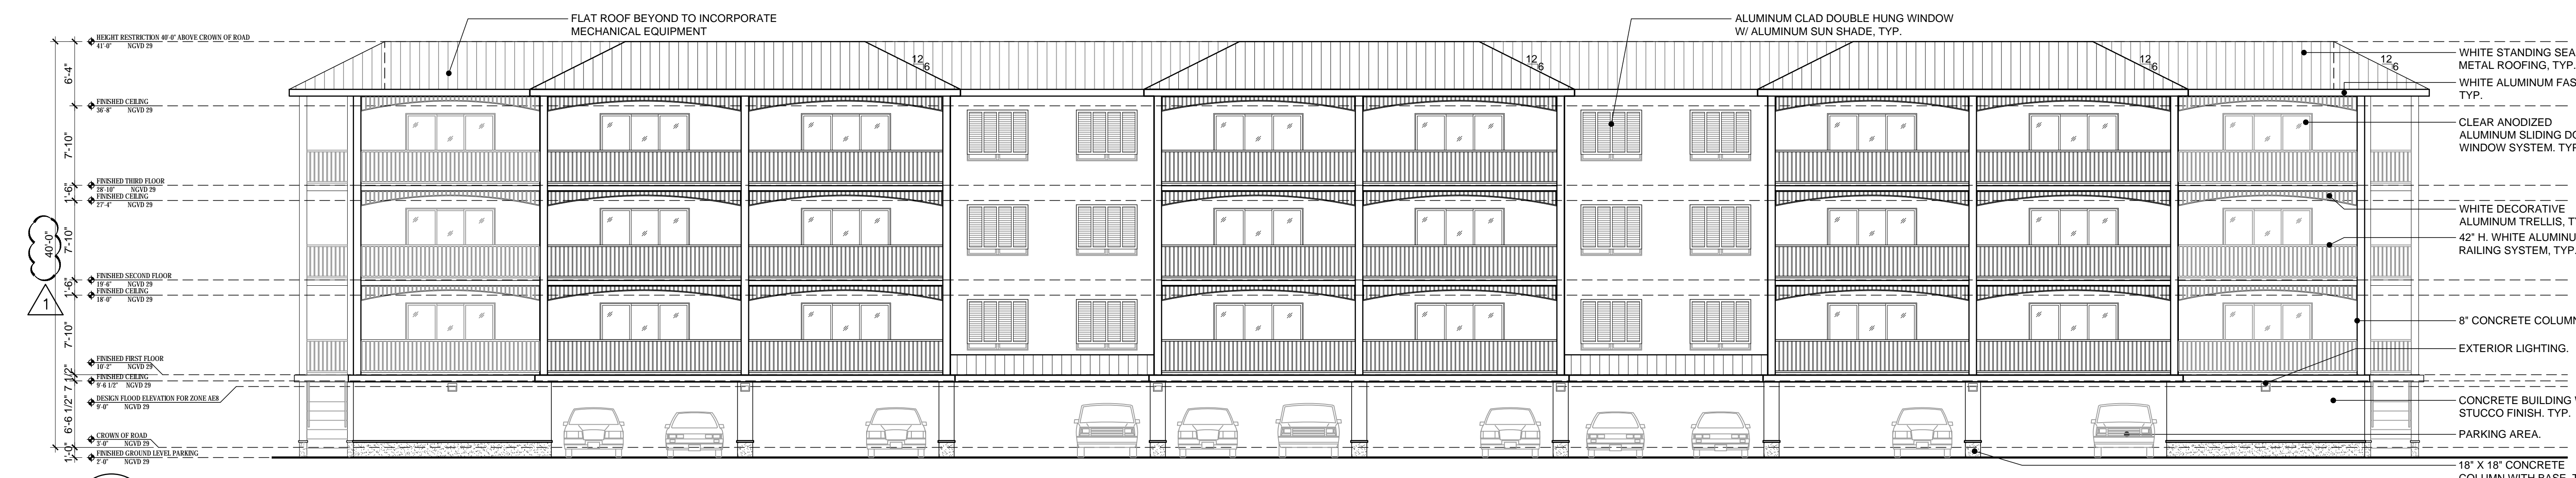 FLAT ROOF BEYOND TO INCORPORATE
MECHANICAL EQUIPMENT
ALUMINUM CLAD DOUBLE HUNG WINDOW
W/ ALUMINUM SUN SHADE, TYP.
HEIGHT RESTRICTION 40'-0" ABOVE CROWN OF ROAD
41'-0" NGVD 29
FINISHED CEILING
36'-8" NGVD 29
FINISHED THIRD FLOOR
28'-10" NGVD 29
FINISHED CEILING
27'-4" NGVD 29
FINISHED SECOND FLOOR
19'-6" NGVD 29
FINISHED CEILING
18'-0" NGVD 29
FINISHED FIRST FLOOR
10'-2" NGVD 29
FINISHED CEILING
9'-6 1/2" NGVD 29
DESIGN FLOOD ELEVATION FOR ZONE AE8
9'-0" NGVD 29
CROWN OF ROAD
3'-0" NGVD 29
FINISHED GROUND LEVEL PARKING
2'-0" NGVD 29
6'-4"
7'-10"
1'-6"
7'-10"
1'-6"
7'-10"
7 1/2"
6'-6 1/2"
1'-0"
40'-0"
1
12
6
12
6
12
6
12
6
WHITE STANDING SEA
METAL ROOFING, TYP.
WHITE ALUMINUM FAS
TYP.
CLEAR ANODIZED
ALUMINUM SLIDING DO
WINDOW SYSTEM. TYP
WHITE DECORATIVE
ALUMINUM TRELLIS, T
42" H. WHITE ALUMINU
RAILING SYSTEM, TYP.
8" CONCRETE COLUMN
EXTERIOR LIGHTING.
CONCRETE BUILDING
STUCCO FINISH. TYP.
PARKING AREA.
18" X 18" CONCRETE
COLUMN WITH BASE